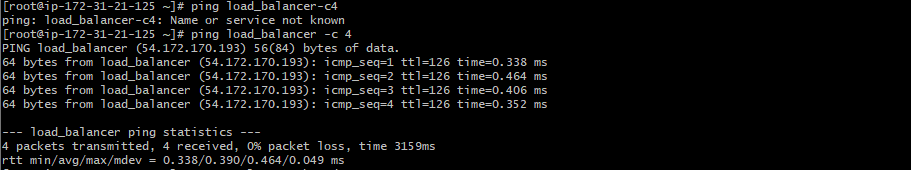 [root@ip-172-31-21-125 ~]# ping load_balancer-c4
ping: load_balancer-c4: Name or service not known
[root@ip-172-31-21-125 ~]# ping load_balancer -c 4
PING load_balancer (54.172.170.193) 56(84) bytes of data.
64 bytes from load_balancer (54.172.170.193): icmp_seq=1 ttl=126 time=0.338 ms
64 bytes from load_balancer (54.172.170.193): icmp_seq=2 ttl=126 time=0.464 ms
64 bytes from load_balancer (54.172.170.193): icmp_seq=3 ttl=126 time=0.406 ms
64 bytes from load_balancer (54.172.170.193): icmp_seq=4 ttl=126 time=0.352 ms
--- load_balancer ping statistics ---
4 packets transmitted, 4 received, 0% packet loss, time 3159ms
rtt min/avg/max/mdev = 0.338/0.390/0.464/0.049 ms